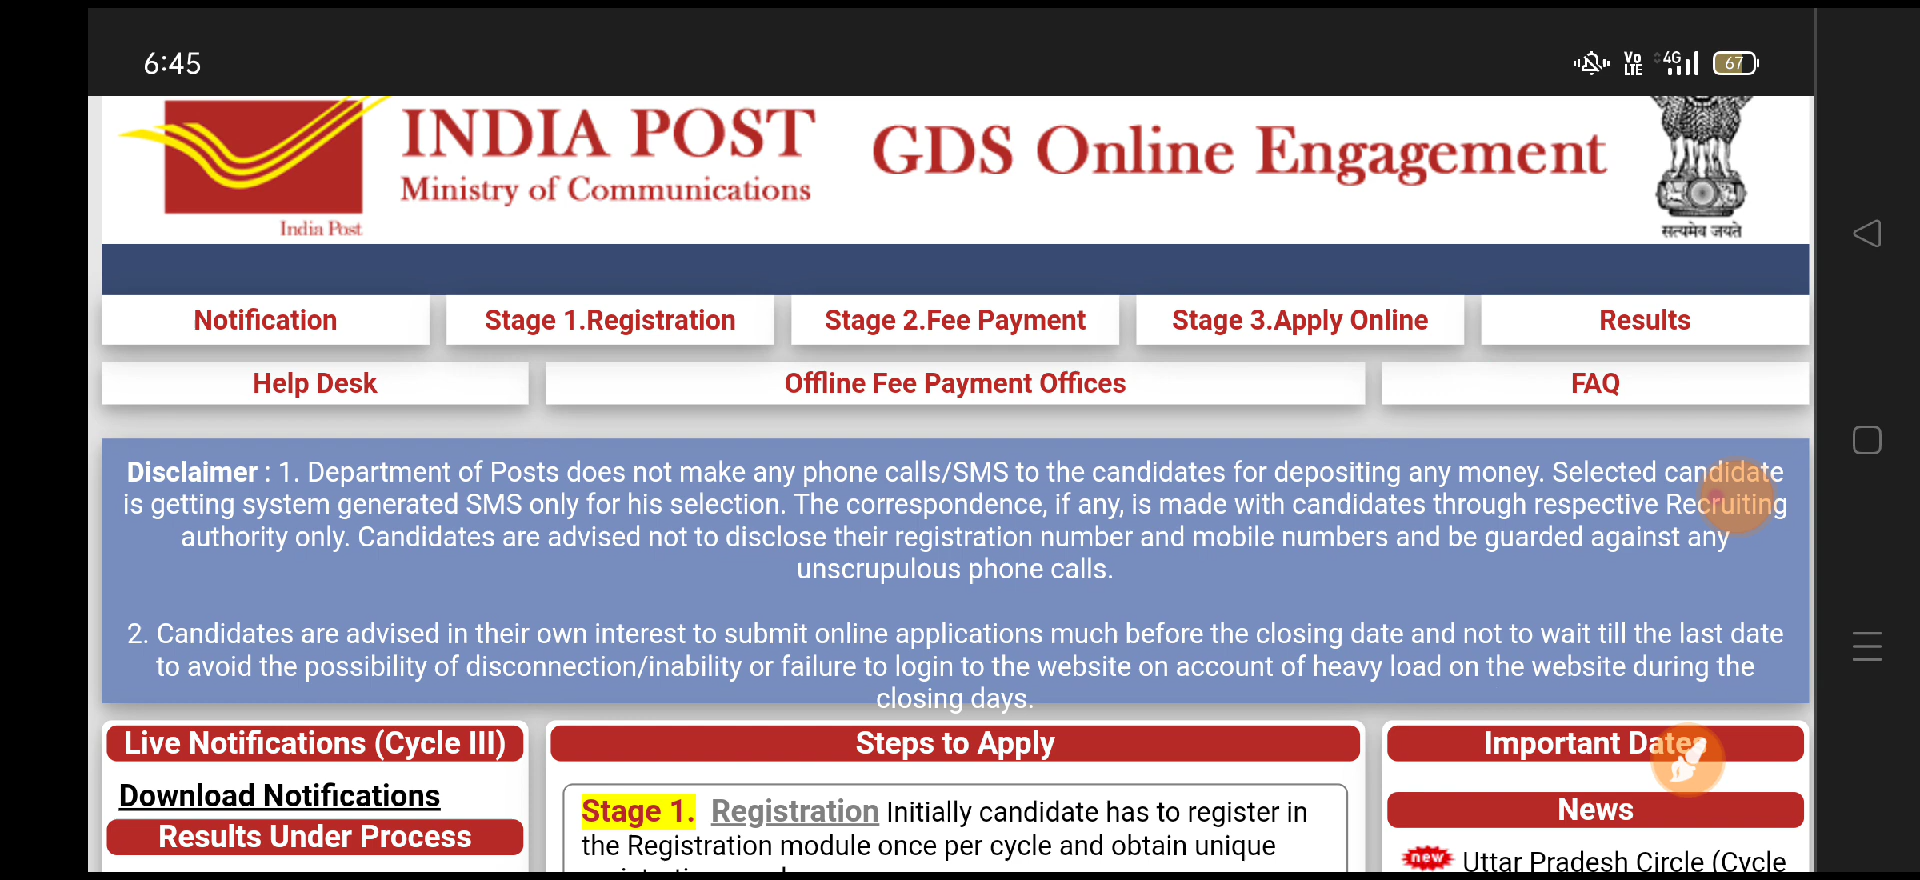 6:45
Vo LTE 4G 67
INDIA POST
Ministry of Communications
India Post
GDS Online Engagement
सत्यमेव जयते
Notification
Stage 1.Registration
Stage 2.Fee Payment
Stage 3.Apply Online
Results
Help Desk
Offline Fee Payment Offices
FAQ
Disclaimer : 1. Department of Posts does not make any phone calls/SMS to the candidates for depositing any money. Selected candidate
is getting system generated SMS only for his selection. The correspondence, if any, is made with candidates through respective Recruiting
authority only. Candidates are advised not to disclose their registration number and mobile numbers and be guarded against any
unscrupulous phone calls.
2. Candidates are advised in their own interest to submit online applications much before the closing date and not to wait till the last date
to avoid the possibility of disconnection/inability or failure to login to the website on account of heavy load on the website during the
closing days.
Live Notifications (Cycle III)
Download Notifications
Results Under Process
Steps to Apply
Stage 1. Registration Initially candidate has to register in
the Registration module once per cycle and obtain unique
Important Dates
News
new Uttar Pradesh Circle (Cycle